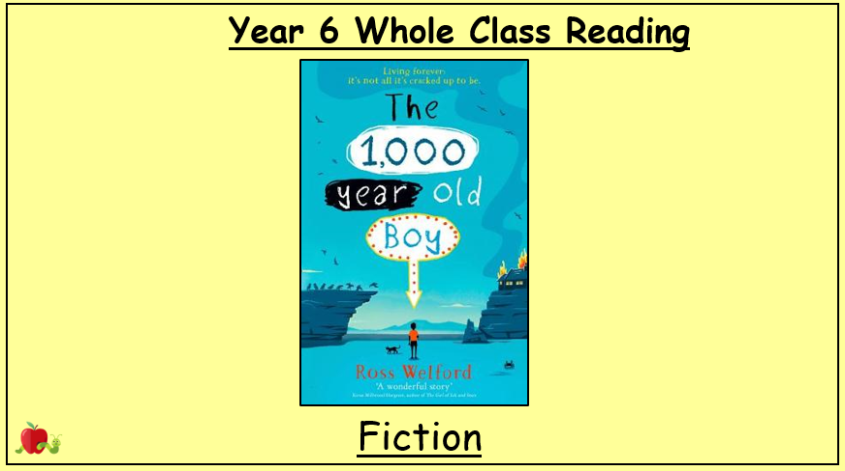 Year 6 Whole Class Reading
Living forever:
it's not all it's cracked up to be.
The
1,000
year old
Boy
Ross Welford
'A wonderful story'
Fiction